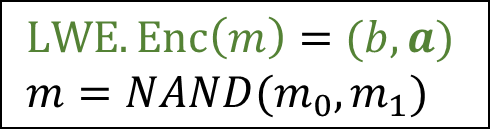 LWE. Enc(m) = (b, a)
m = NAND(m₀, m₁)